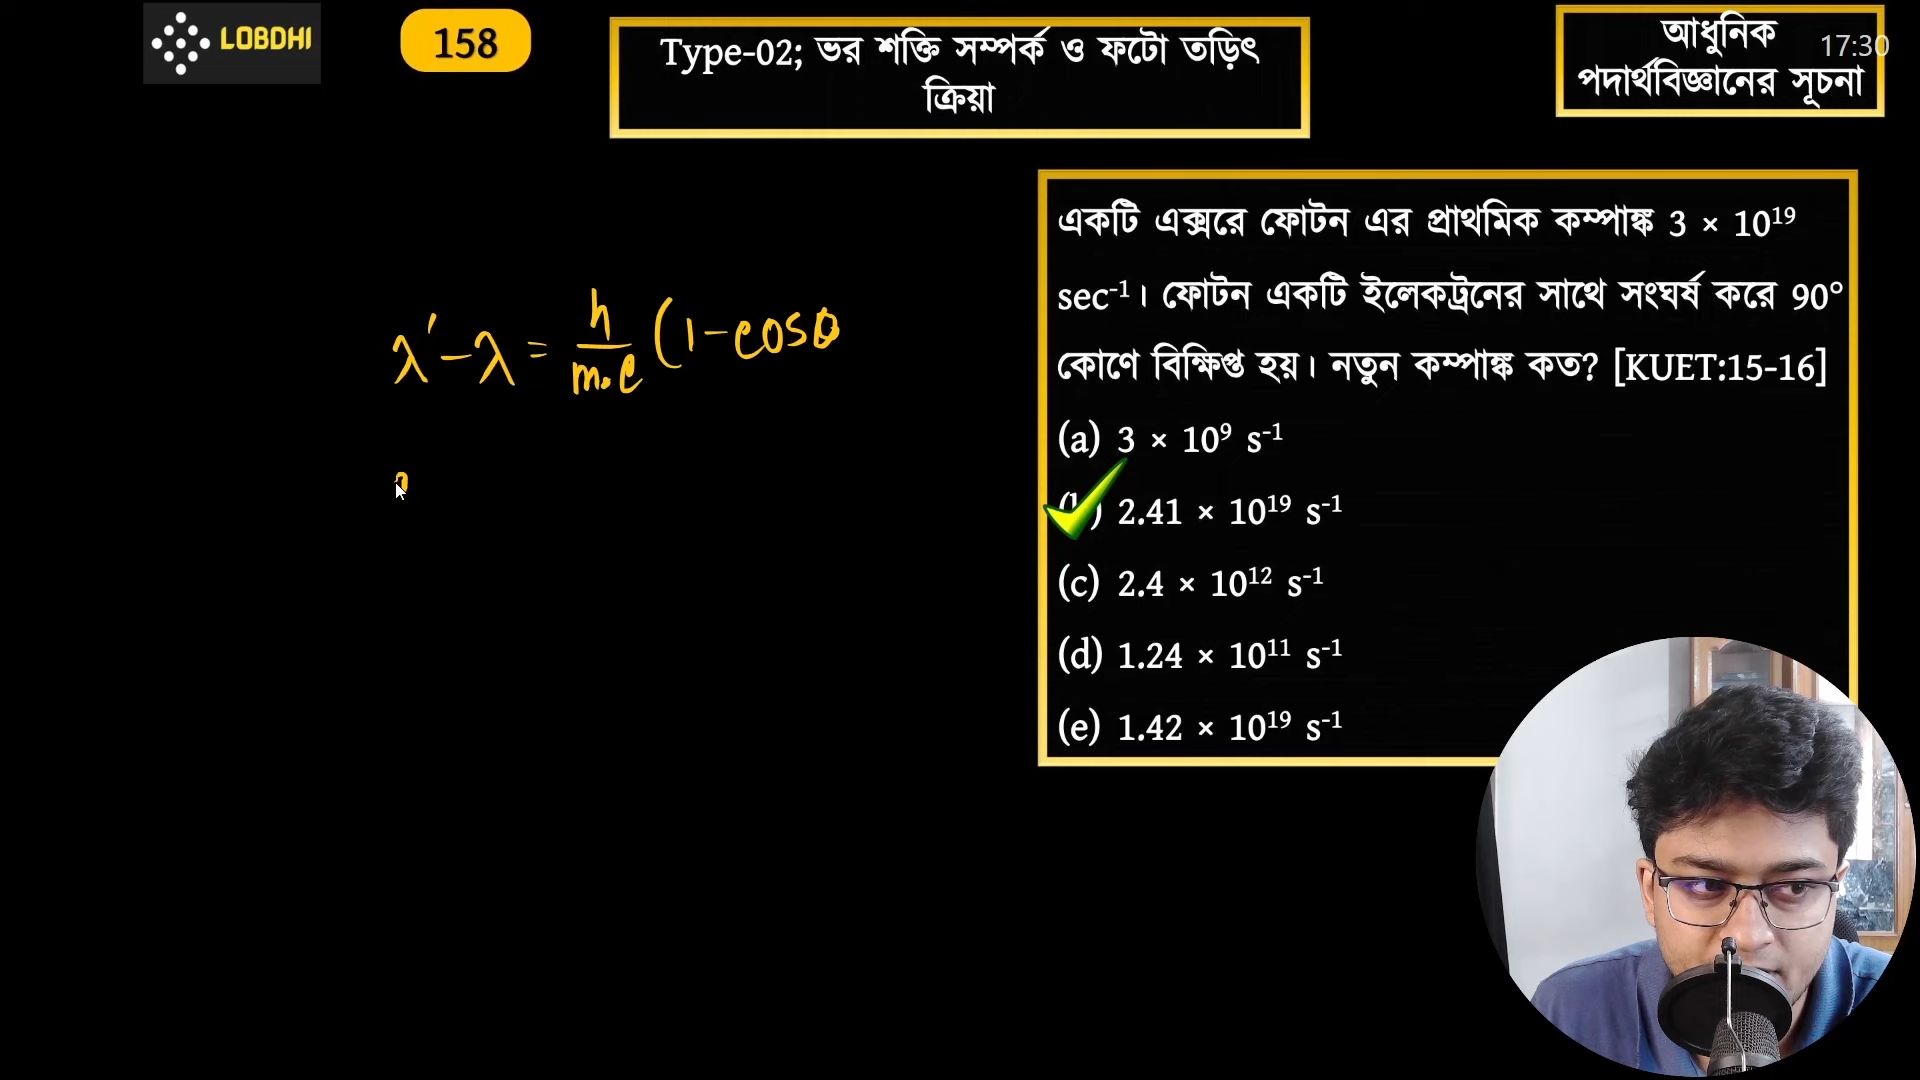 LOBDHI
158
Type-02; ভর শক্তি সম্পর্ক ও ফটো তড়িৎ
ক্রিয়া
আধুনিক
পদার্থবিজ্ঞানের সূচনা
17:30
একটি এক্সরে ফোটন এর প্রাথমিক কম্পাঙ্ক 3 × 10¹⁹
sec⁻¹। ফোটন একটি ইলেকট্রনের সাথে সংঘর্ষ করে 90°
কোণে বিক্ষিপ্ত হয়। নতুন কম্পাঙ্ক কত? [KUET:15-16]
(a) 3 × 10⁹ s⁻¹
2.41 × 10¹⁹ s⁻¹
(c) 2.4 × 10¹² s⁻¹
(d) 1.24 × 10¹¹ s⁻¹
(e) 1.42 × 10¹⁹ s⁻¹
λ′ − λ = h/m₀c (1 − cosθ